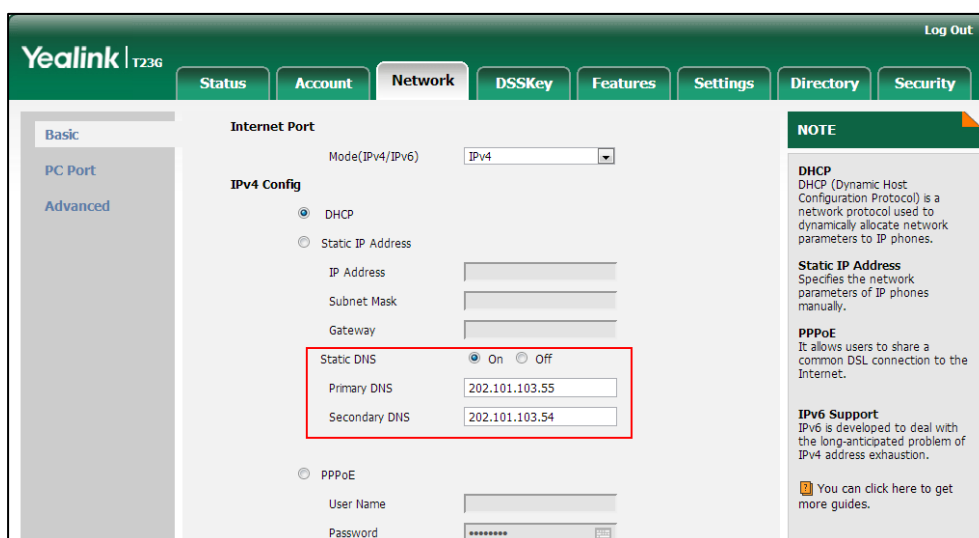 Log Out
Yealink | T23G
Status Account Network DSSKey Features Settings Directory Security
Basic
PC Port
Advanced
Internet Port
Mode(IPv4/IPv6) IPv4
IPv4 Config
DHCP
Static IP Address
IP Address
Subnet Mask
Gateway
Static DNS On Off
Primary DNS 202.101.103.55
Secondary DNS 202.101.103.54
PPPoE
User Name
Password ••••••••
NOTE
DHCP
DHCP (Dynamic Host
Configuration Protocol) is a
network protocol used to
dynamically allocate network
parameters to IP phones.
Static IP Address
Specifies the network
parameters of IP phones
manually.
PPPoE
It allows users to share a
common DSL connection to the
Internet.
IPv6 Support
IPv6 is developed to deal with
the long-anticipated problem of
IPv4 address exhaustion.
? You can click here to get
more guides.